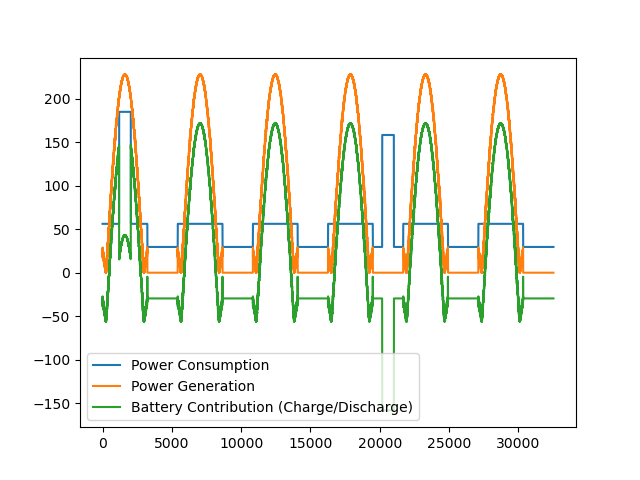 200
150
100
50
0
−50
−100
−150
Power Consumption
Power Generation
Battery Contribution (Charge/Discharge)
0 5000 10000 15000 20000 25000 30000